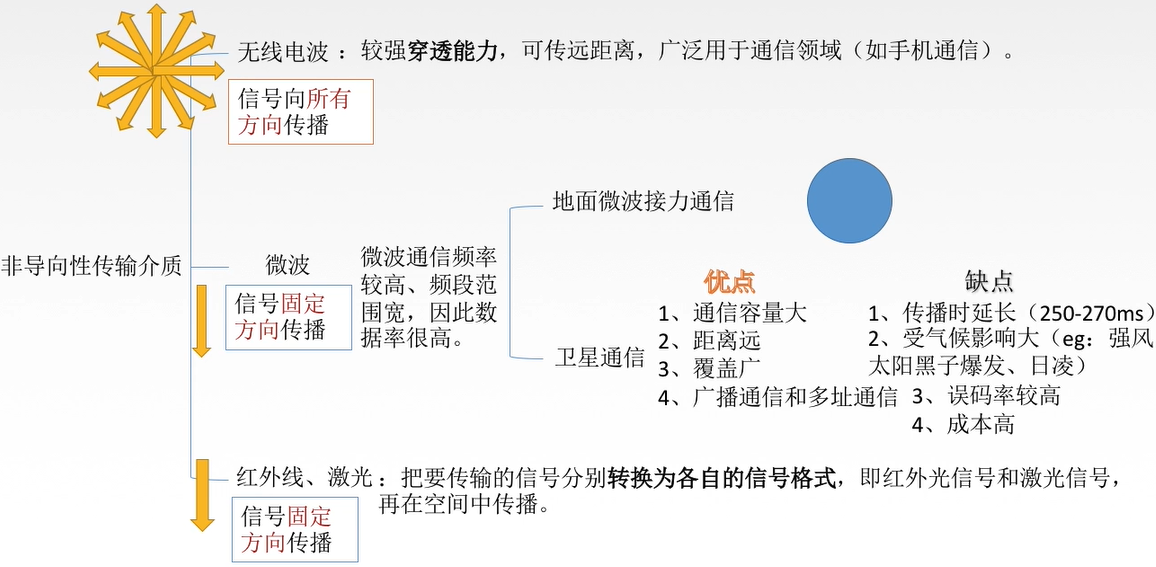 无线电波 ：较强穿透能力，可传远距离，广泛用于通信领域（如手机通信）。
信号向所有
方向传播
非导向性传输介质
微波
信号固定
方向传播
微波通信频率
较高、频段范
围宽，因此数
据率很高。
地面微波接力通信
卫星通信
优点
1、通信容量大
2、距离远
3、覆盖广
4、广播通信和多址通信
缺点
1、传播时延长（250-270ms）
2、受气候影响大（eg：强风
太阳黑子爆发、日凌）
3、误码率较高
4、成本高
红外线、激光：把要传输的信号分别转换为各自的信号格式，即红外光信号和激光信号，
再在空间中传播。
信号固定
方向传播